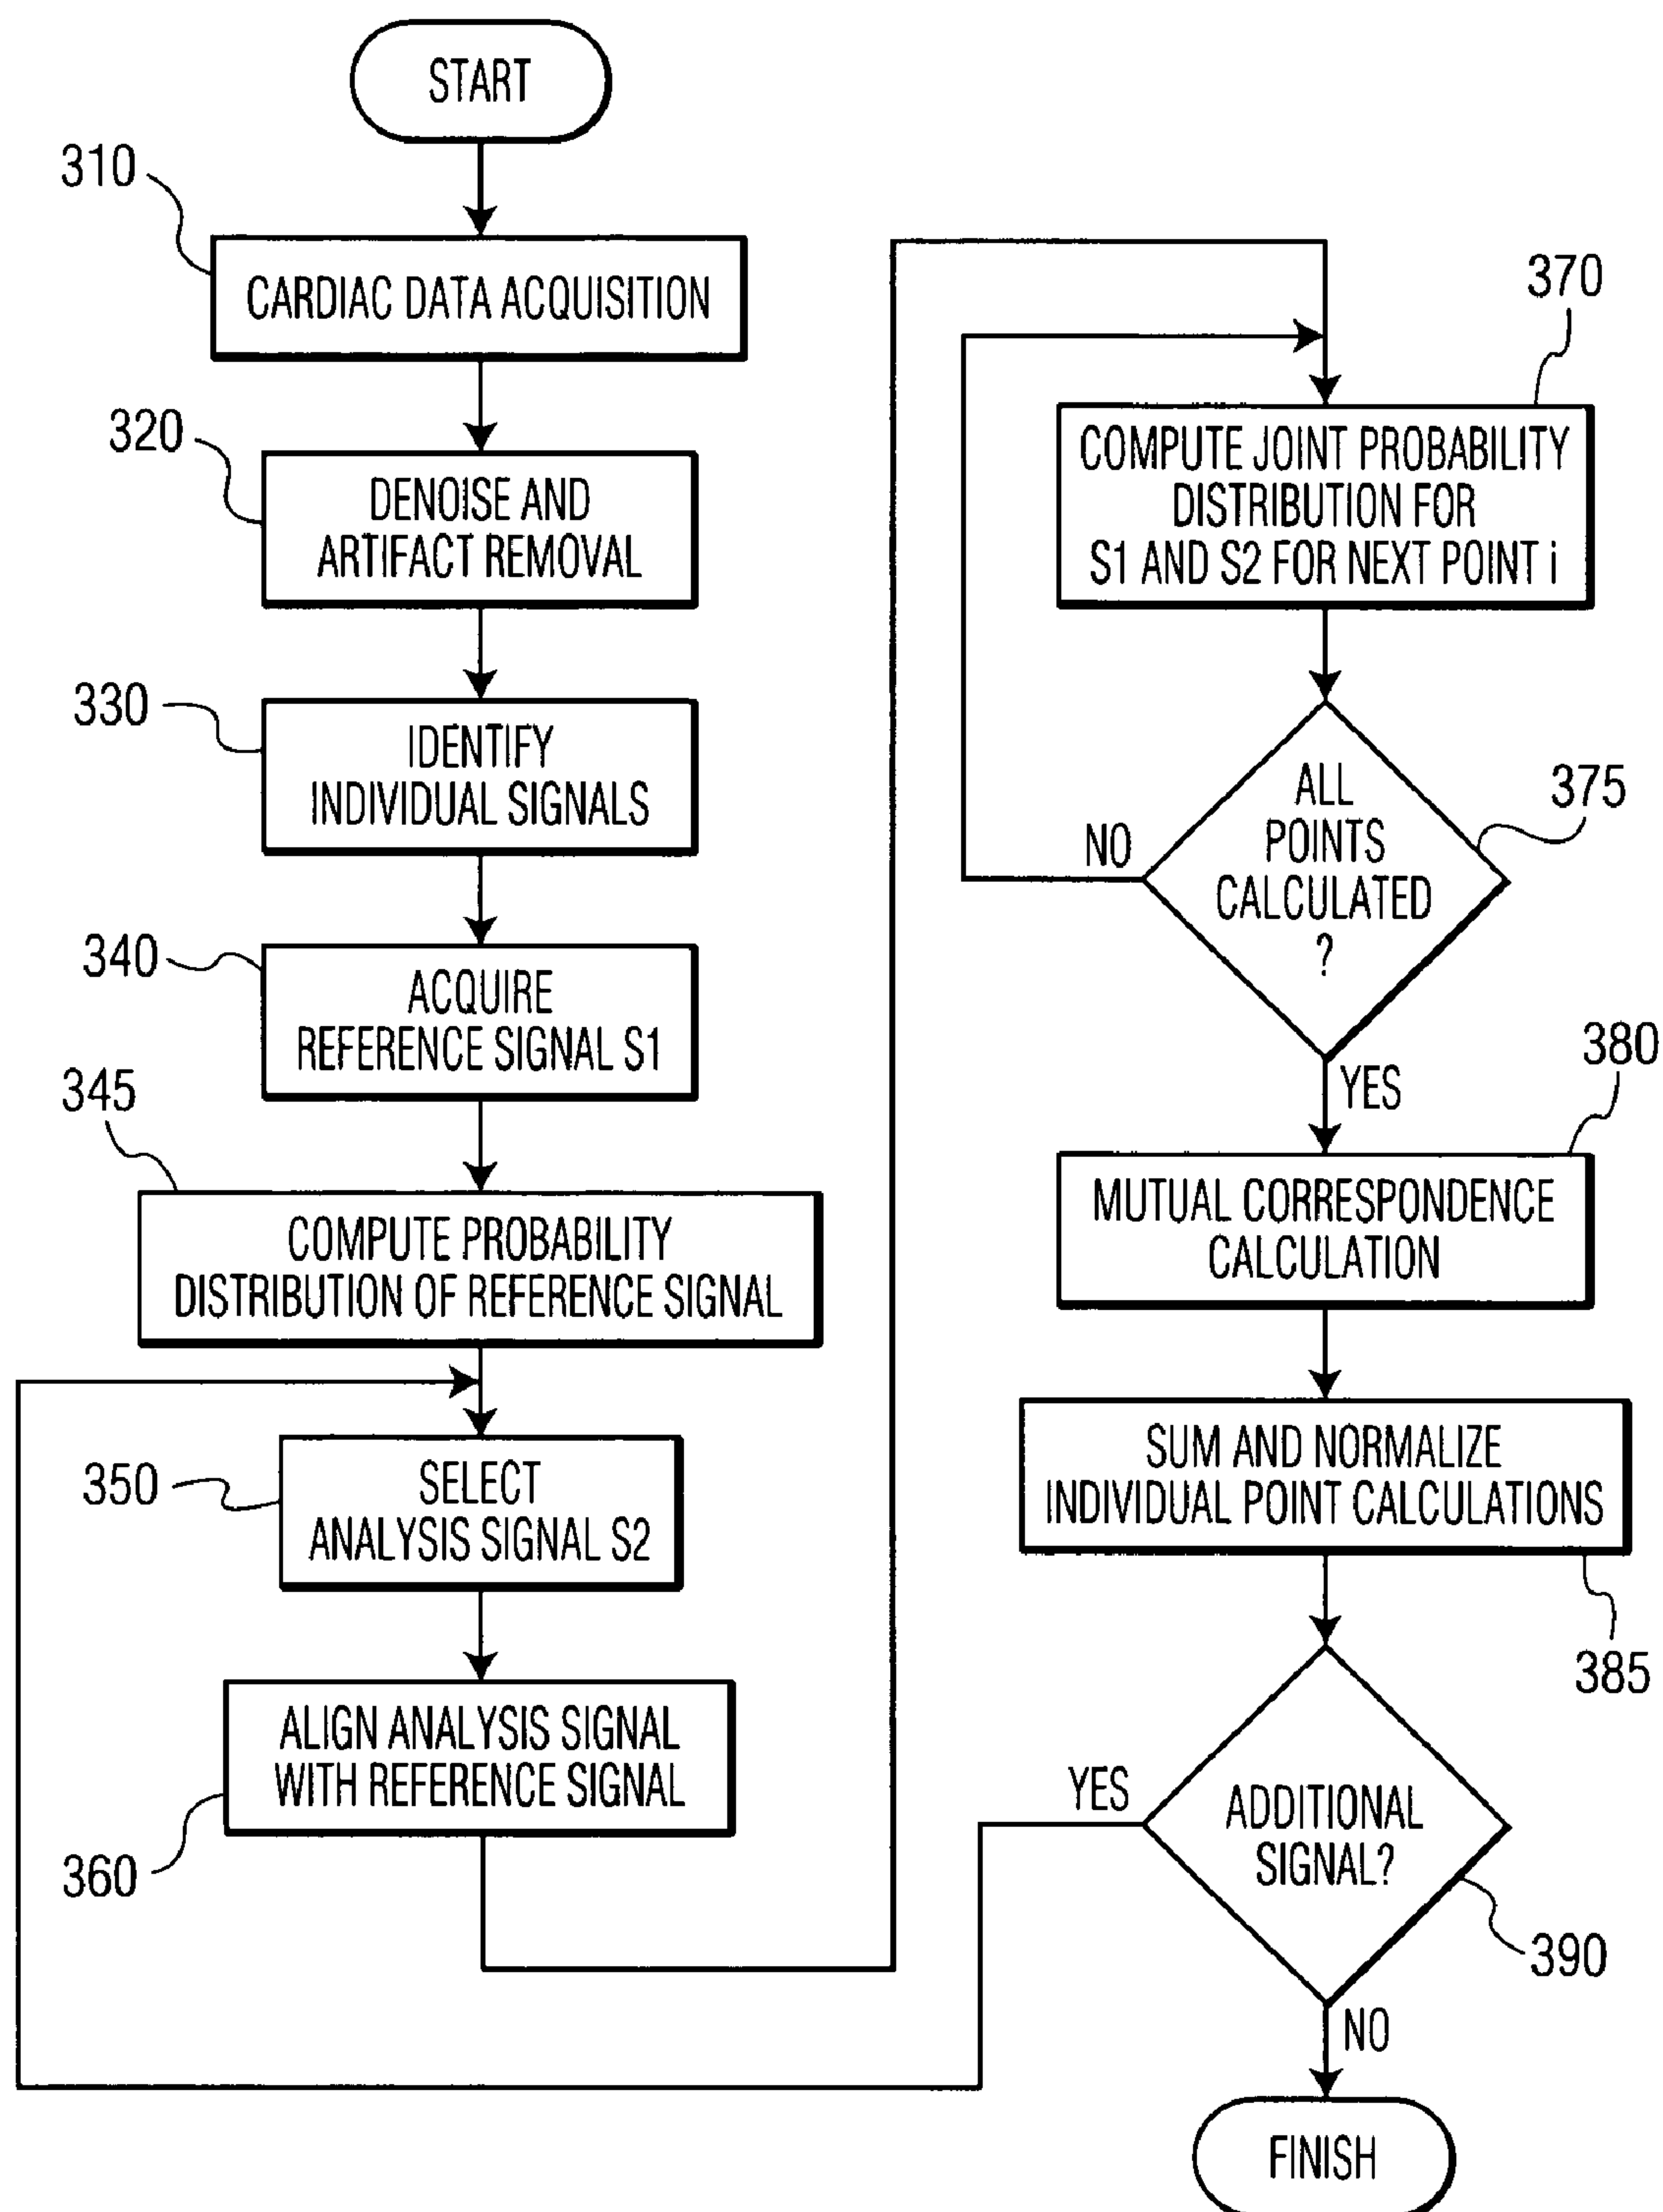 START
310
CARDIAC DATA ACQUISITION
320
DENOISE AND
ARTIFACT REMOVAL
330
IDENTIFY
INDIVIDUAL SIGNALS
340
ACQUIRE
REFERENCE SIGNAL S1
345
COMPUTE PROBABILITY
DISTRIBUTION OF REFERENCE SIGNAL
350
SELECT
ANALYSIS SIGNAL S2
360
ALIGN ANALYSIS SIGNAL
WITH REFERENCE SIGNAL
370
COMPUTE JOINT PROBABILITY
DISTRIBUTION FOR
S1 AND S2 FOR NEXT POINT i
375
ALL
POINTS
CALCULATED
?
NO
YES
380
MUTUAL CORRESPONDENCE
CALCULATION
SUM AND NORMALIZE
INDIVIDUAL POINT CALCULATIONS
385
YES
ADDITIONAL
SIGNAL?
390
NO
FINISH